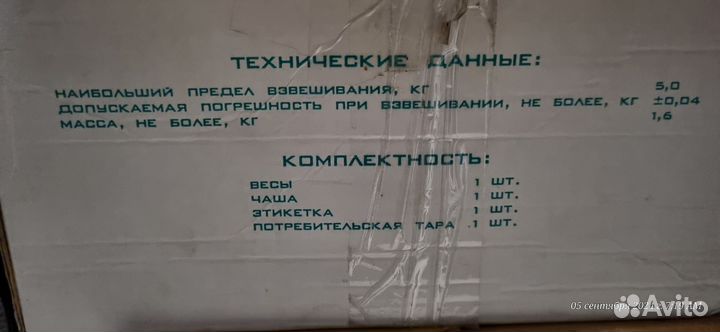 ТЕХНИЧЕСКИЕ ДАННЫЕ:
НАИБОЛЬШИЙ ПРЕДЕЛ ВЗВЕШИВАНИЯ, КГ 5,0
ДОПУСКАЕМАЯ ПОГРЕШНОСТЬ ПРИ ВЗВЕШИВАНИИ, НЕ БОЛЕЕ, КГ ±0,04
МАССА, НЕ БОЛЕЕ, КГ 1,6
КОМПЛЕКТНОСТЬ:
ВЕСЫ 1 ШТ.
ЧАША 1 ШТ.
ЭТИКЕТКА 1 ШТ.
ПОТРЕБИТЕЛЬСКАЯ ТАРА 1 ШТ.
05 сентября
Avito